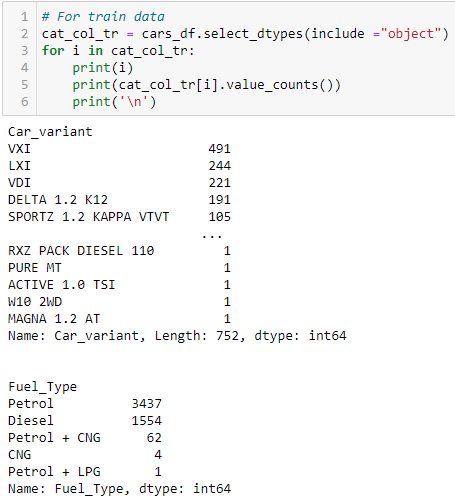 1 # For train data
2 cat_col_tr = cars_df.select_dtypes(include ="object")
3 for i in cat_col_tr:
4     print(i)
5     print(cat_col_tr[i].value_counts())
6     print('\n')
Car_variant
VXI                       491
LXI                       244
VDI                       221
DELTA 1.2 K12             191
SPORTZ 1.2 KAPPA VTVT     105
                         ...
RXZ PACK DIESEL 110         1
PURE MT                     1
ACTIVE 1.0 TSI              1
W10 2WD                     1
MAGNA 1.2 AT                1
Name: Car_variant, Length: 752, dtype: int64
Fuel_Type
Petrol          3437
Diesel          1554
Petrol + CNG      62
CNG                4
Petrol + LPG       1
Name: Fuel_Type, dtype: int64